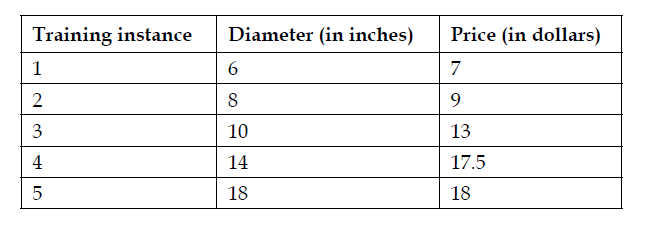 Training instance Diameter (in inches) Price (in dollars)
1 6 7
2 8 9
3 10 13
4 14 17.5
5 18 18